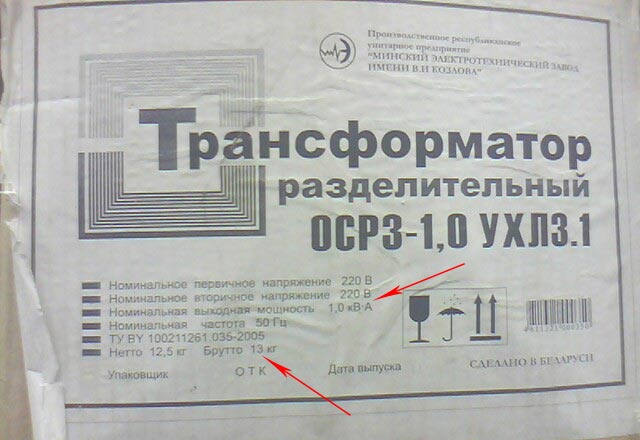 Производственное республиканское
унитарное предприятие
"МИНСКИЙ ЭЛЕКТРОТЕХНИЧЕСКИЙ ЗАВОД
ИМЕНИ В.И КОЗЛОВА"
Трансформатор
разделительный
ОСР3-1,0 УХЛ3.1
Номинальное первичное напряжение 220 В
Номинальное вторичное напряжение 220 В
Номинальная выходная мощность 1,0 кВ·А
Номинальная частота 50 Гц
ТУ BY 100211261.035-2005
Нетто 12,5 кг Брутто 13 кг
Упаковщик ОТК Дата выпуска
СДЕЛАНО В БЕЛАРУСИ